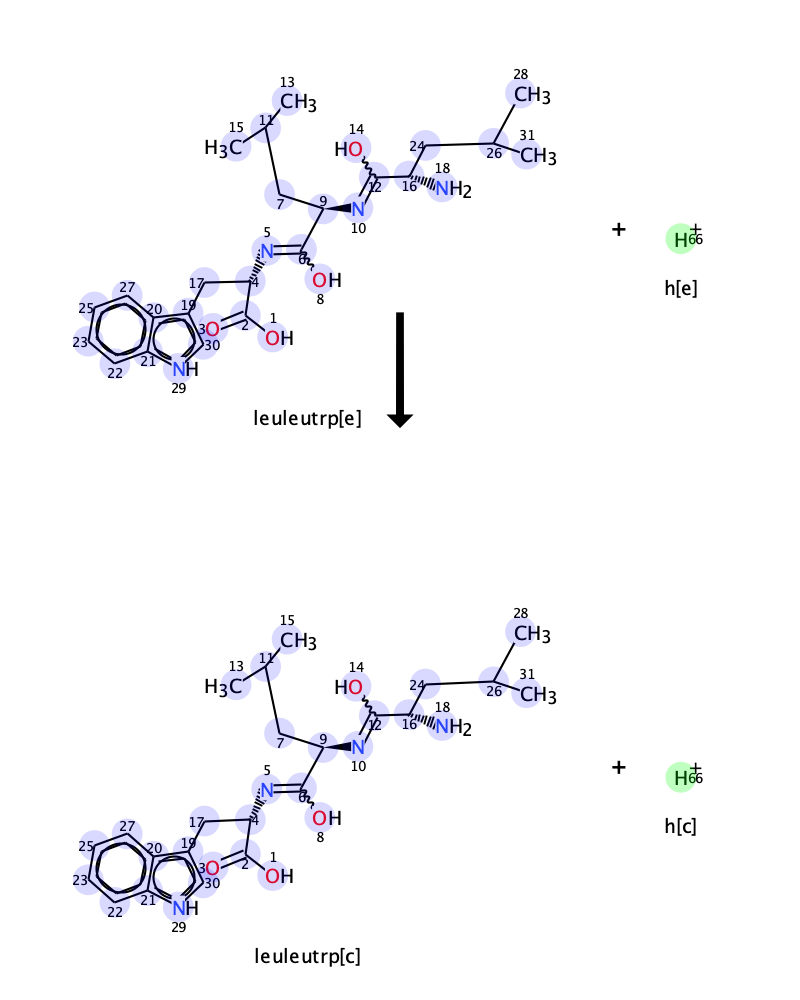 28
13
CH3
CH3
11
15
14
H3C
HO
24
26
31
CH3
12
16
18
NH2
7
9
N
10
5
N
6
+
H+
66
4
OH
8
h[e]
17
27
25
19
20
3
O
2
1
OH
30
23
21
22
NH
29
leuleutrp[e]
28
15
CH3
CH3
11
13
14
H3C
HO
24
26
31
CH3
12
16
18
NH2
7
9
N
10
5
N
6
+
H+
66
4
OH
8
h[c]
17
27
25
19
20
3
O
2
1
OH
30
23
21
22
NH
29
leuleutrp[c]